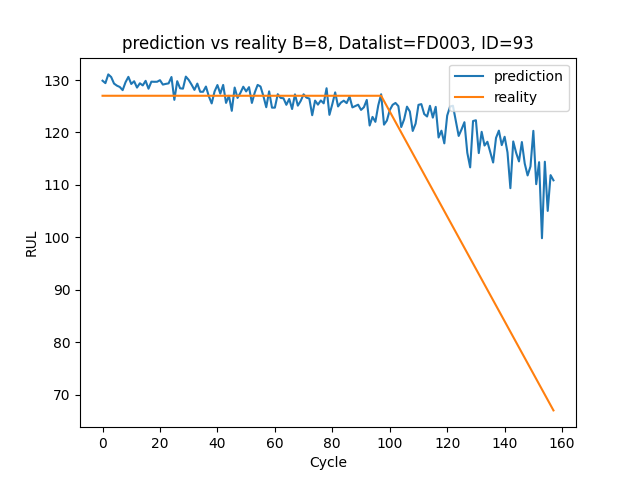 prediction vs reality B=8, Datalist=FD003, ID=93
prediction
reality
RUL
130
120
110
100
90
80
70
0 20 40 60 80 100 120 140 160
Cycle